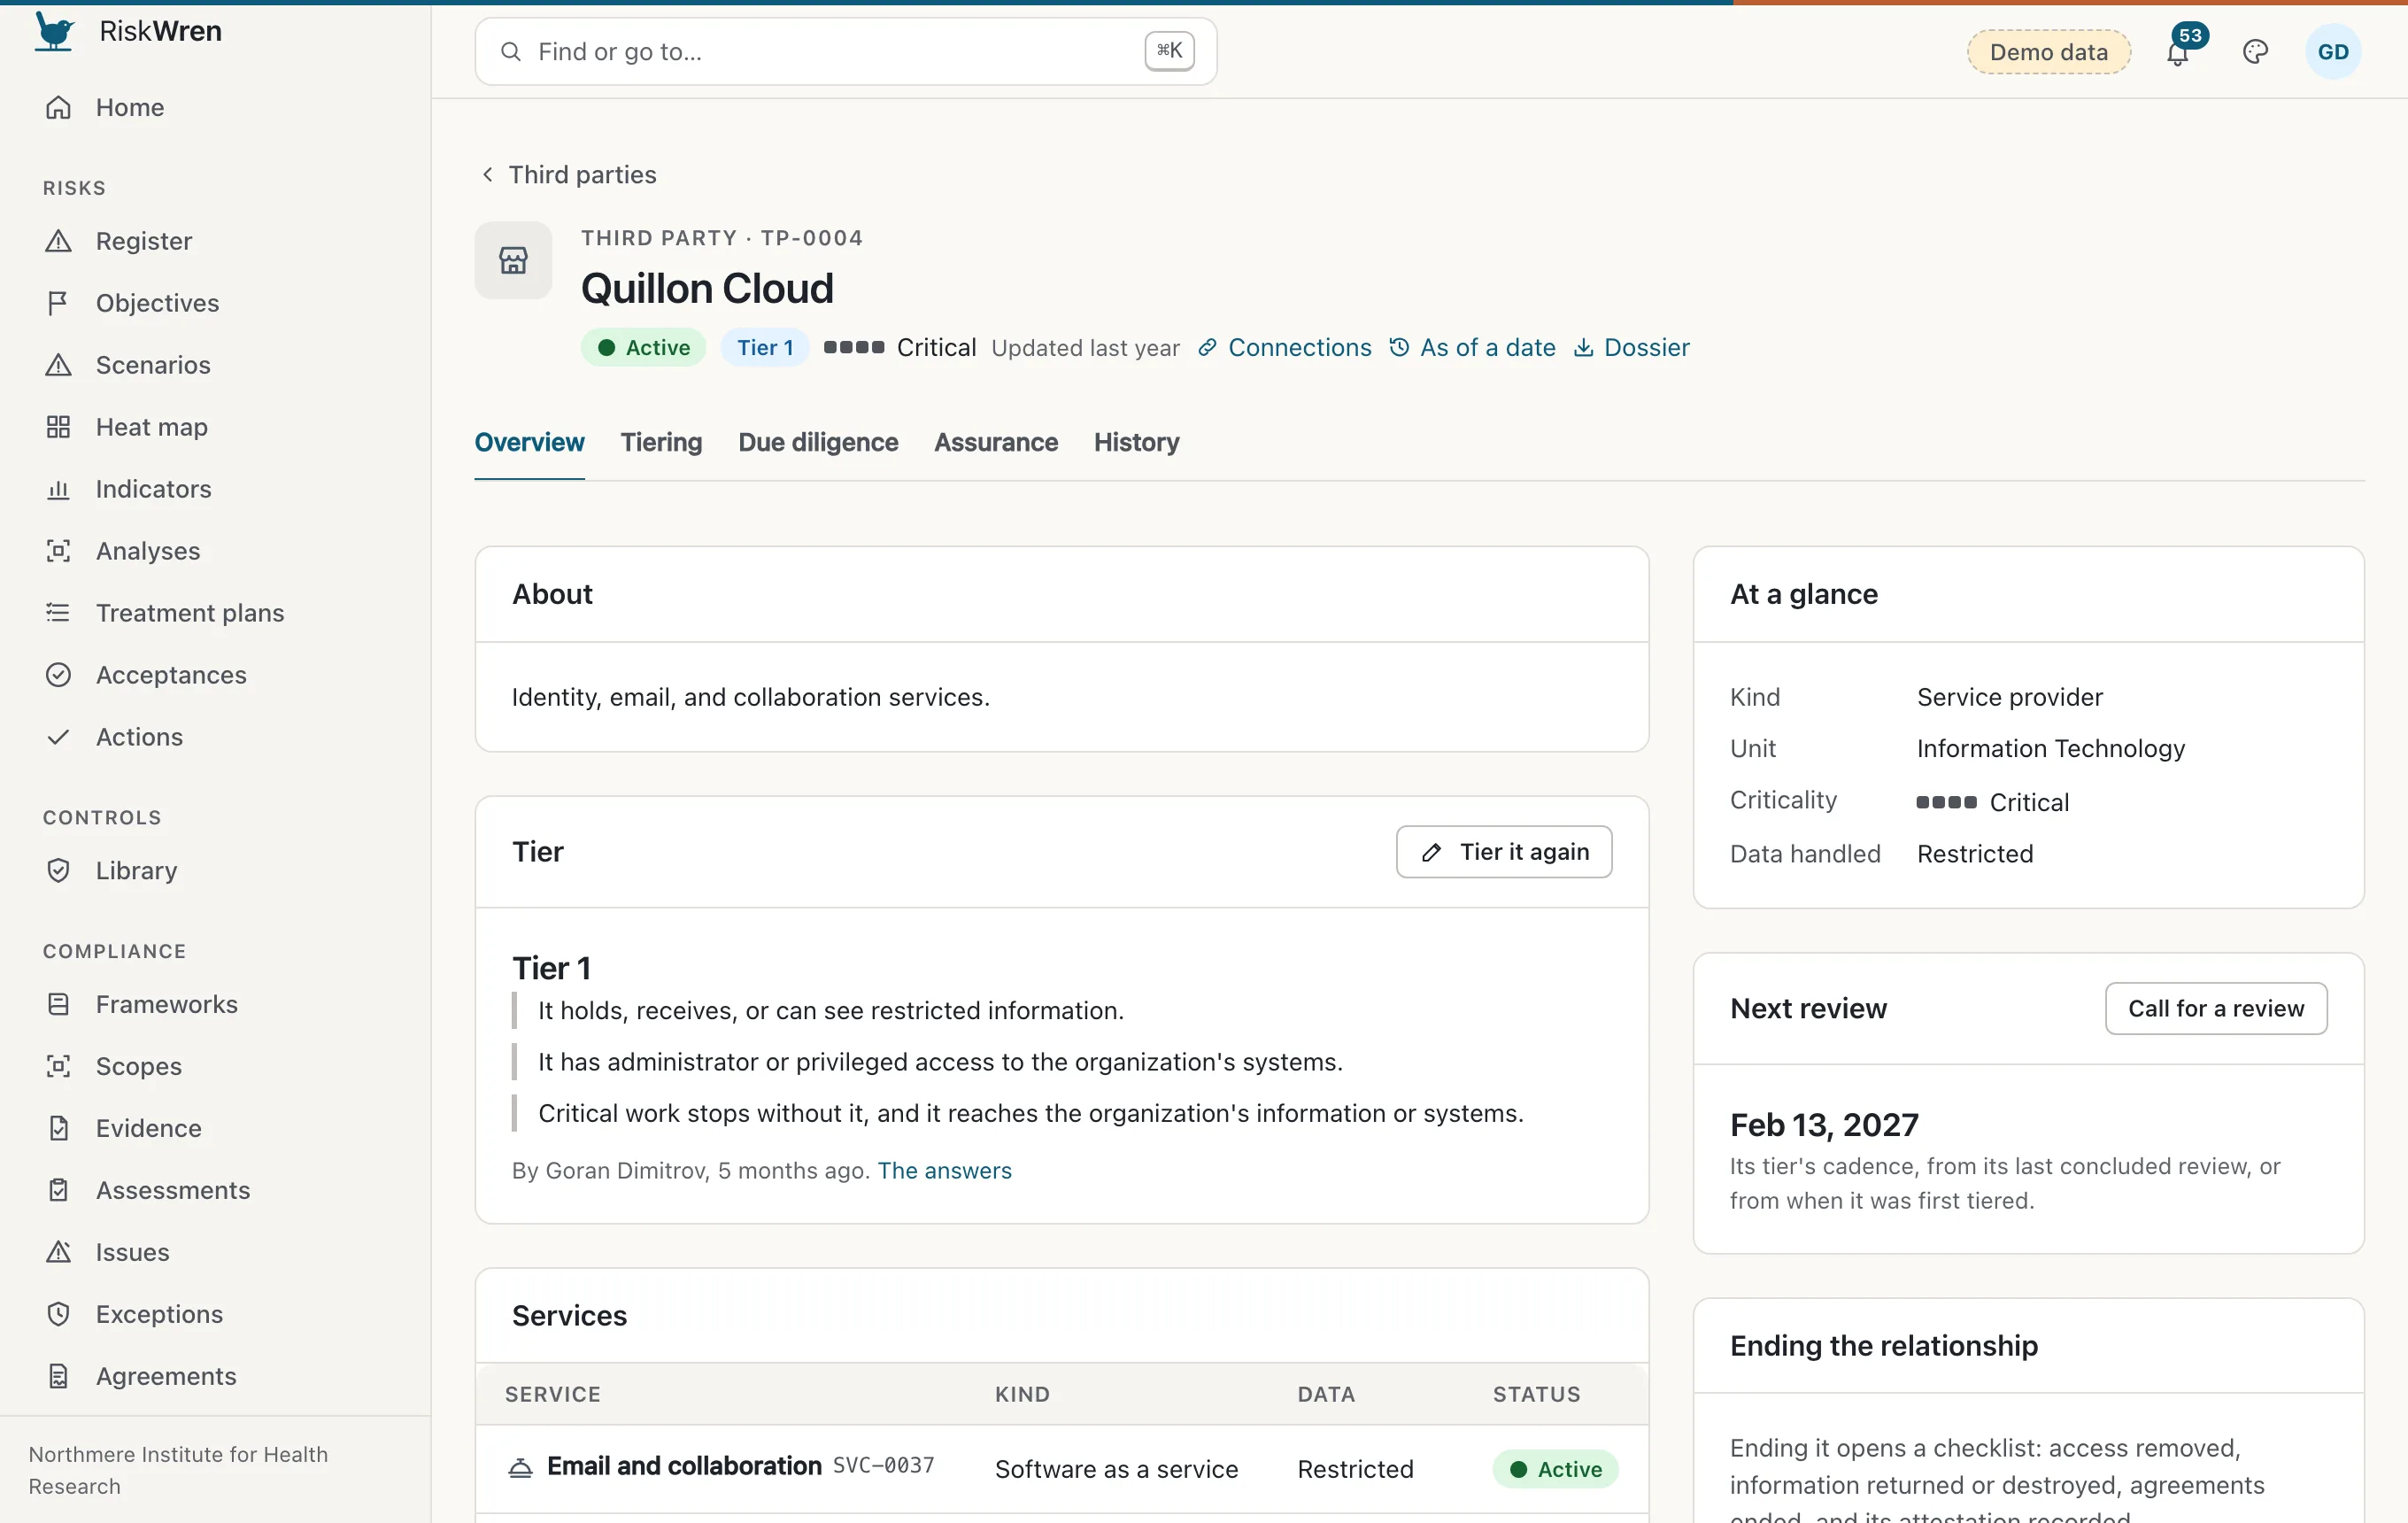 RiskWren
Find or go to...
⌘K
Demo data
53
GD
Home
RISKS
Register
Objectives
Scenarios
Heat map
Indicators
Analyses
Treatment plans
Acceptances
Actions
CONTROLS
Library
COMPLIANCE
Frameworks
Scopes
Evidence
Assessments
Issues
Exceptions
Agreements
Northmere Institute for Health
Research
Third parties
THIRD PARTY · TP-0004
Quillon Cloud
Active Tier 1 Critical Updated last year Connections As of a date Dossier
Overview Tiering Due diligence Assurance History
About
Identity, email, and collaboration services.
Tier
Tier it again
Tier 1
It holds, receives, or can see restricted information.
It has administrator or privileged access to the organization's systems.
Critical work stops without it, and it reaches the organization's information or systems.
By Goran Dimitrov, 5 months ago. The answers
Services
SERVICE KIND DATA STATUS
Email and collaboration SVC-0037 Software as a service Restricted Active
At a glance
Kind Service provider
Unit Information Technology
Criticality Critical
Data handled Restricted
Next review
Call for a review
Feb 13, 2027
Its tier's cadence, from its last concluded review, or
from when it was first tiered.
Ending the relationship
Ending it opens a checklist: access removed,
information returned or destroyed, agreements
ended, and its attestation recorded.